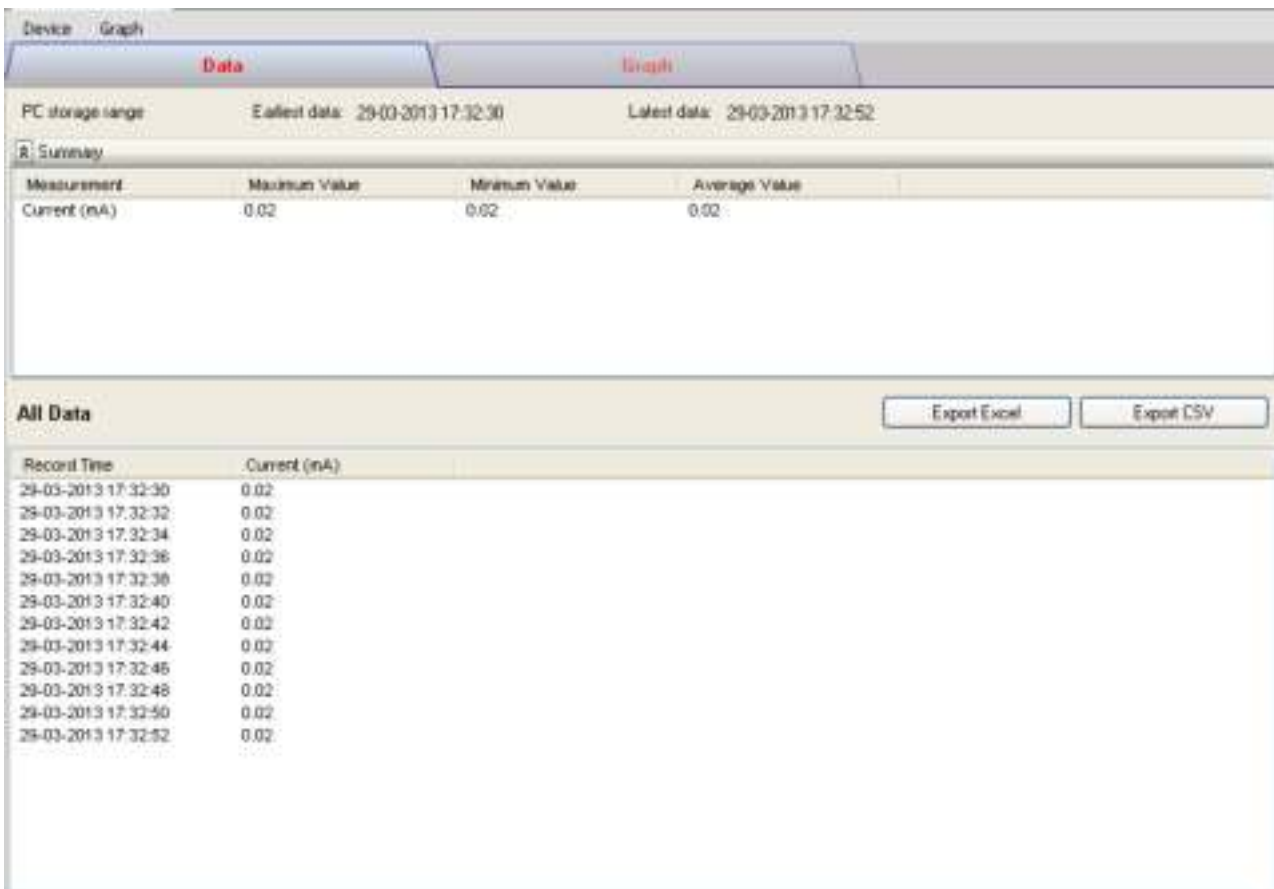 Device Graph
Data Graph
PC storage range Earliest data: 29-03-2013 17:32:30 Latest data: 29-03-2013 17:32:52
Summary
Measurement Maximum Value Minimum Value Average Value
Current (mA) 0.02 0.02 0.02
All Data Export Excel Export CSV
Record Time Current (mA)
29-03-2013 17:32:30 0.02
29-03-2013 17:32:32 0.02
29-03-2013 17:32:34 0.02
29-03-2013 17:32:36 0.02
29-03-2013 17:32:38 0.02
29-03-2013 17:32:40 0.02
29-03-2013 17:32:42 0.02
29-03-2013 17:32:44 0.02
29-03-2013 17:32:46 0.02
29-03-2013 17:32:48 0.02
29-03-2013 17:32:50 0.02
29-03-2013 17:32:52 0.02